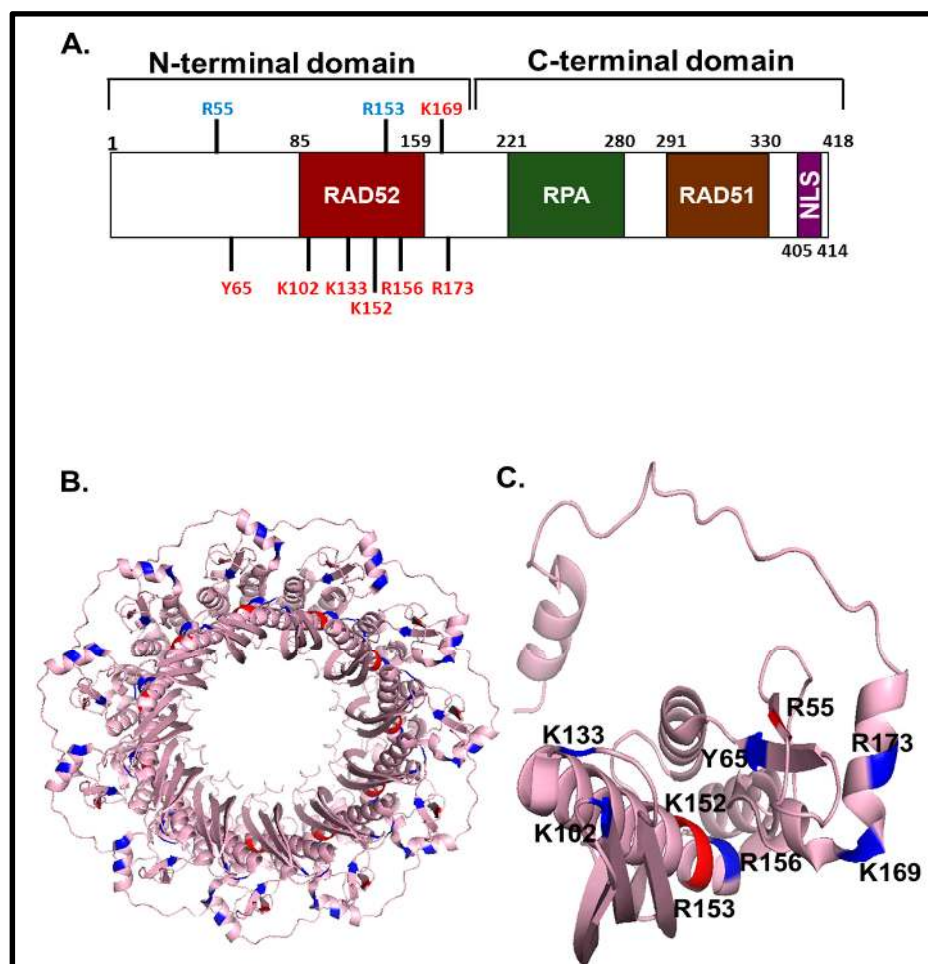 A.
N-terminal domain C-terminal domain
R55 R153 K169
1 85 159 221 280 291 330 418
RAD52 RPA RAD51 NLS
405 414
Y65 K102 K133 R156 R173
K152
B.
C.
R55
K133 Y65 R173
K152
K102 R156 K169
R153